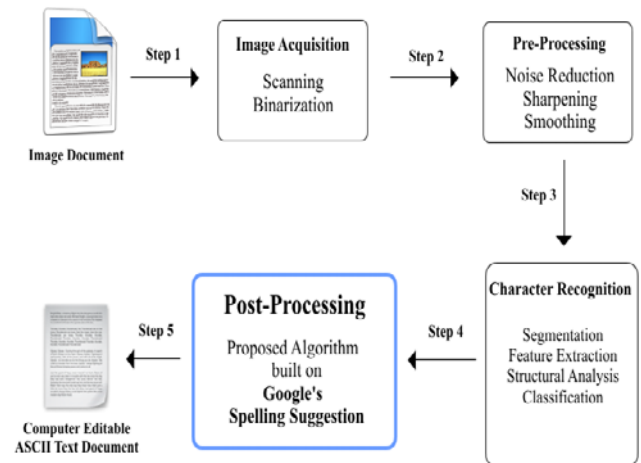 Image Document
Step 1
Image Acquisition
Scanning
Binarization
Step 2
Pre-Processing
Noise Reduction
Sharpening
Smoothing
Step 3
Character Recognition
Segmentation
Feature Extraction
Structural Analysis
Classification
Step 4
Post-Processing
Proposed Algorithm
built on
Google's
Spelling Suggestion
Step 5
Computer Editable
ASCII Text Document